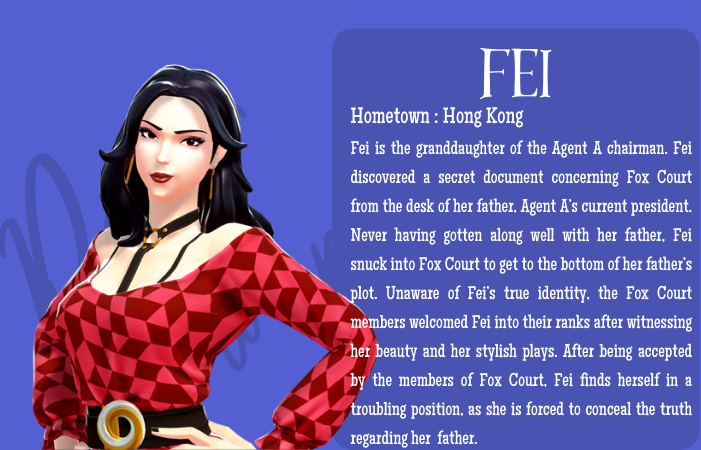 FEI
Hometown : Hong Kong
Fei is the granddaughter of the Agent A chairman. Fei
discovered a secret document concerning Fox Court
from the desk of her father, Agent A's current president.
Never having gotten along well with her father, Fei
snuck into Fox Court to get to the bottom of her father's
plot. Unaware of Fei's true identity, the Fox Court
members welcomed Fei into their ranks after witnessing
her beauty and her stylish plays. After being accepted
by the members of Fox Court, Fei finds herself in a
troubling position, as she is forced to conceal the truth
regarding her father.